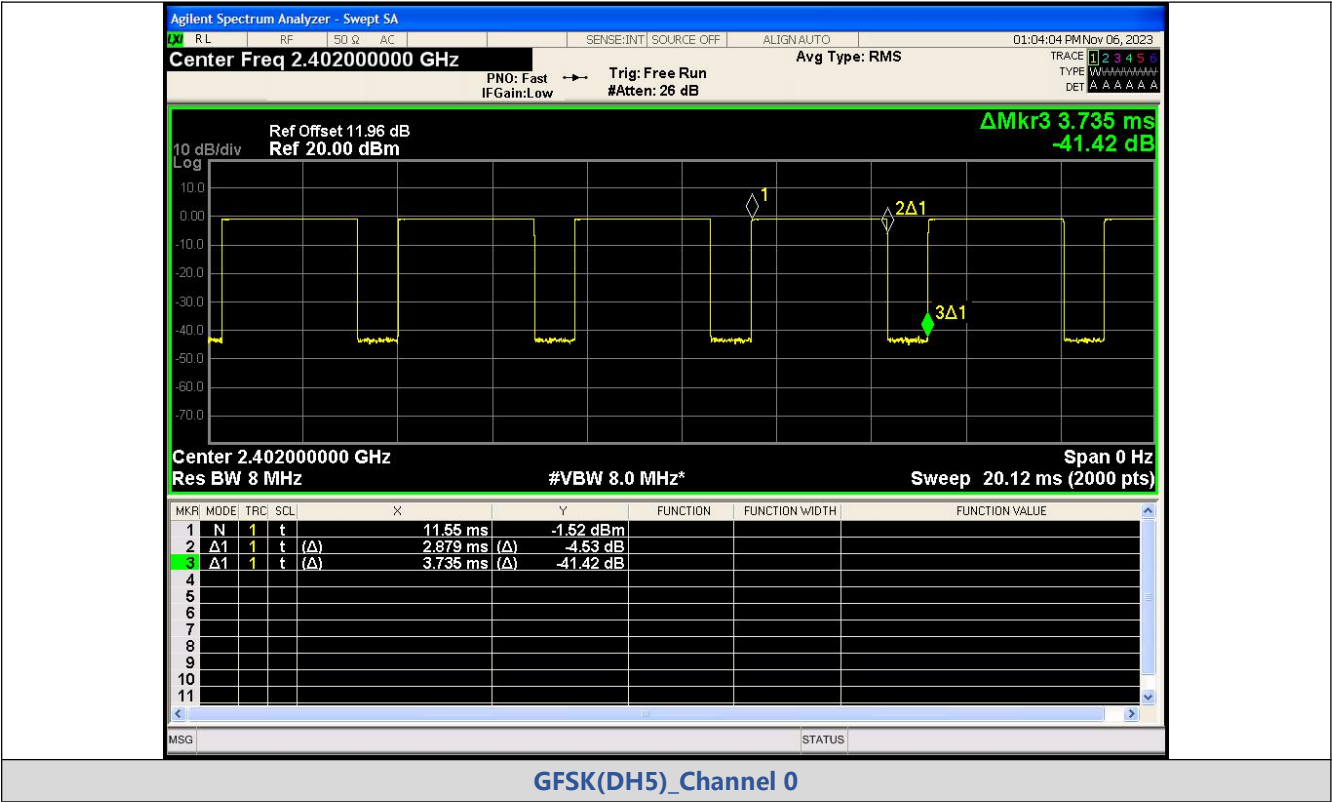 Agilent Spectrum Analyzer - Swept SA
LXI RL RF 50 Ω AC SENSE:INT SOURCE OFF ALIGN AUTO 01:04:04 PM Nov 06, 2023
Center Freq 2.402000000 GHz
PNO: Fast
IFGain:Low
Trig: Free Run
#Atten: 26 dB
Avg Type: RMS
TRACE 1 2 3 4 5 6
TYPE W
DET A A A A A A
ΔMkr3 3.735 ms
-41.42 dB
Ref Offset 11.96 dB
10 dB/div Ref 20.00 dBm
Log
10.0
0.00
-10.0
-20.0
-30.0
-40.0
-50.0
-60.0
-70.0
1
2Δ1
3Δ1
Center 2.402000000 GHz Span 0 Hz
Res BW 8 MHz #VBW 8.0 MHz* Sweep 20.12 ms (2000 pts)
MKR MODE TRC SCL X Y FUNCTION FUNCTION WIDTH FUNCTION VALUE
1 N 1 t 11.55 ms -1.52 dBm
2 Δ1 1 t (Δ) 2.879 ms (Δ) -4.53 dB
3 Δ1 1 t (Δ) 3.735 ms (Δ) -41.42 dB
4
5
6
7
8
9
10
11
MSG STATUS
GFSK(DH5)_Channel 0